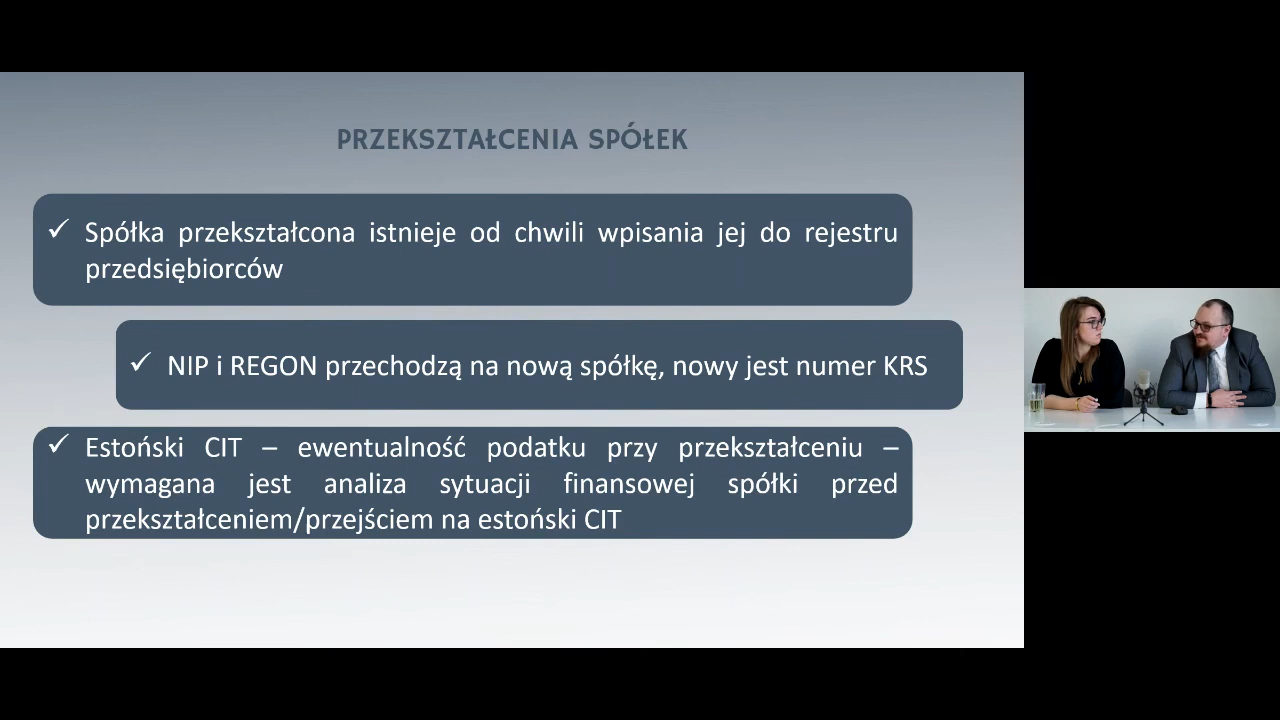 PRZEKSZTAŁCENIA SPÓŁEK
✓ Spółka przekształcona istnieje od chwili wpisania jej do rejestru
przedsiębiorców
✓ NIP i REGON przechodzą na nową spółkę, nowy jest numer KRS
✓ Estoński CIT – ewentualność podatku przy przekształceniu –
wymagana jest analiza sytuacji finansowej spółki przed
przekształceniem/przejściem na estoński CIT